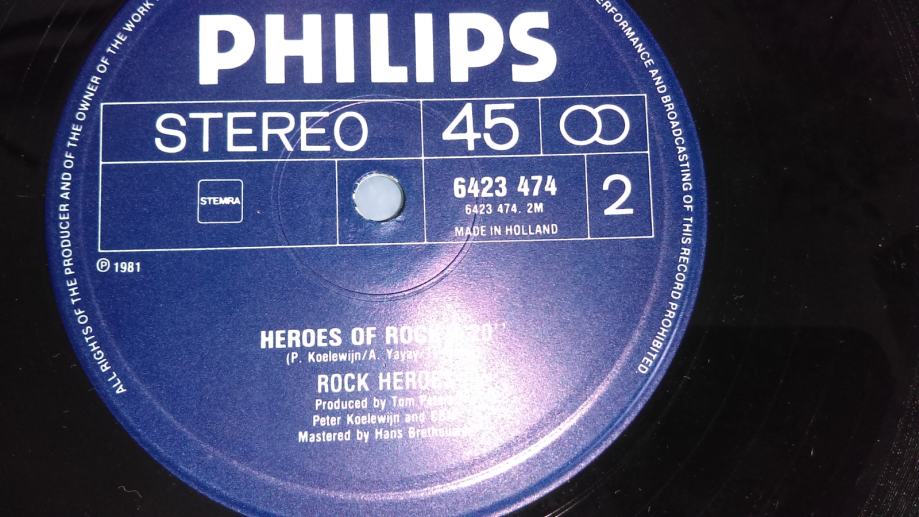 PHILIPS
STEREO
45
STEMRA
6423 474
6423 474. 2M
MADE IN HOLLAND
2
℗ 1981
HEROES OF
(P. Koelewijn/A. Yayay
ROCK
Produced by Tom
Peter Koelewijn and
Mastered by Hans
ALL RIGHTS OF THE PRODUCER AND OF THE OWNER OF THE WORK
PERFORMANCE AND BROADCASTING OF THIS RECORD PROHIBITED